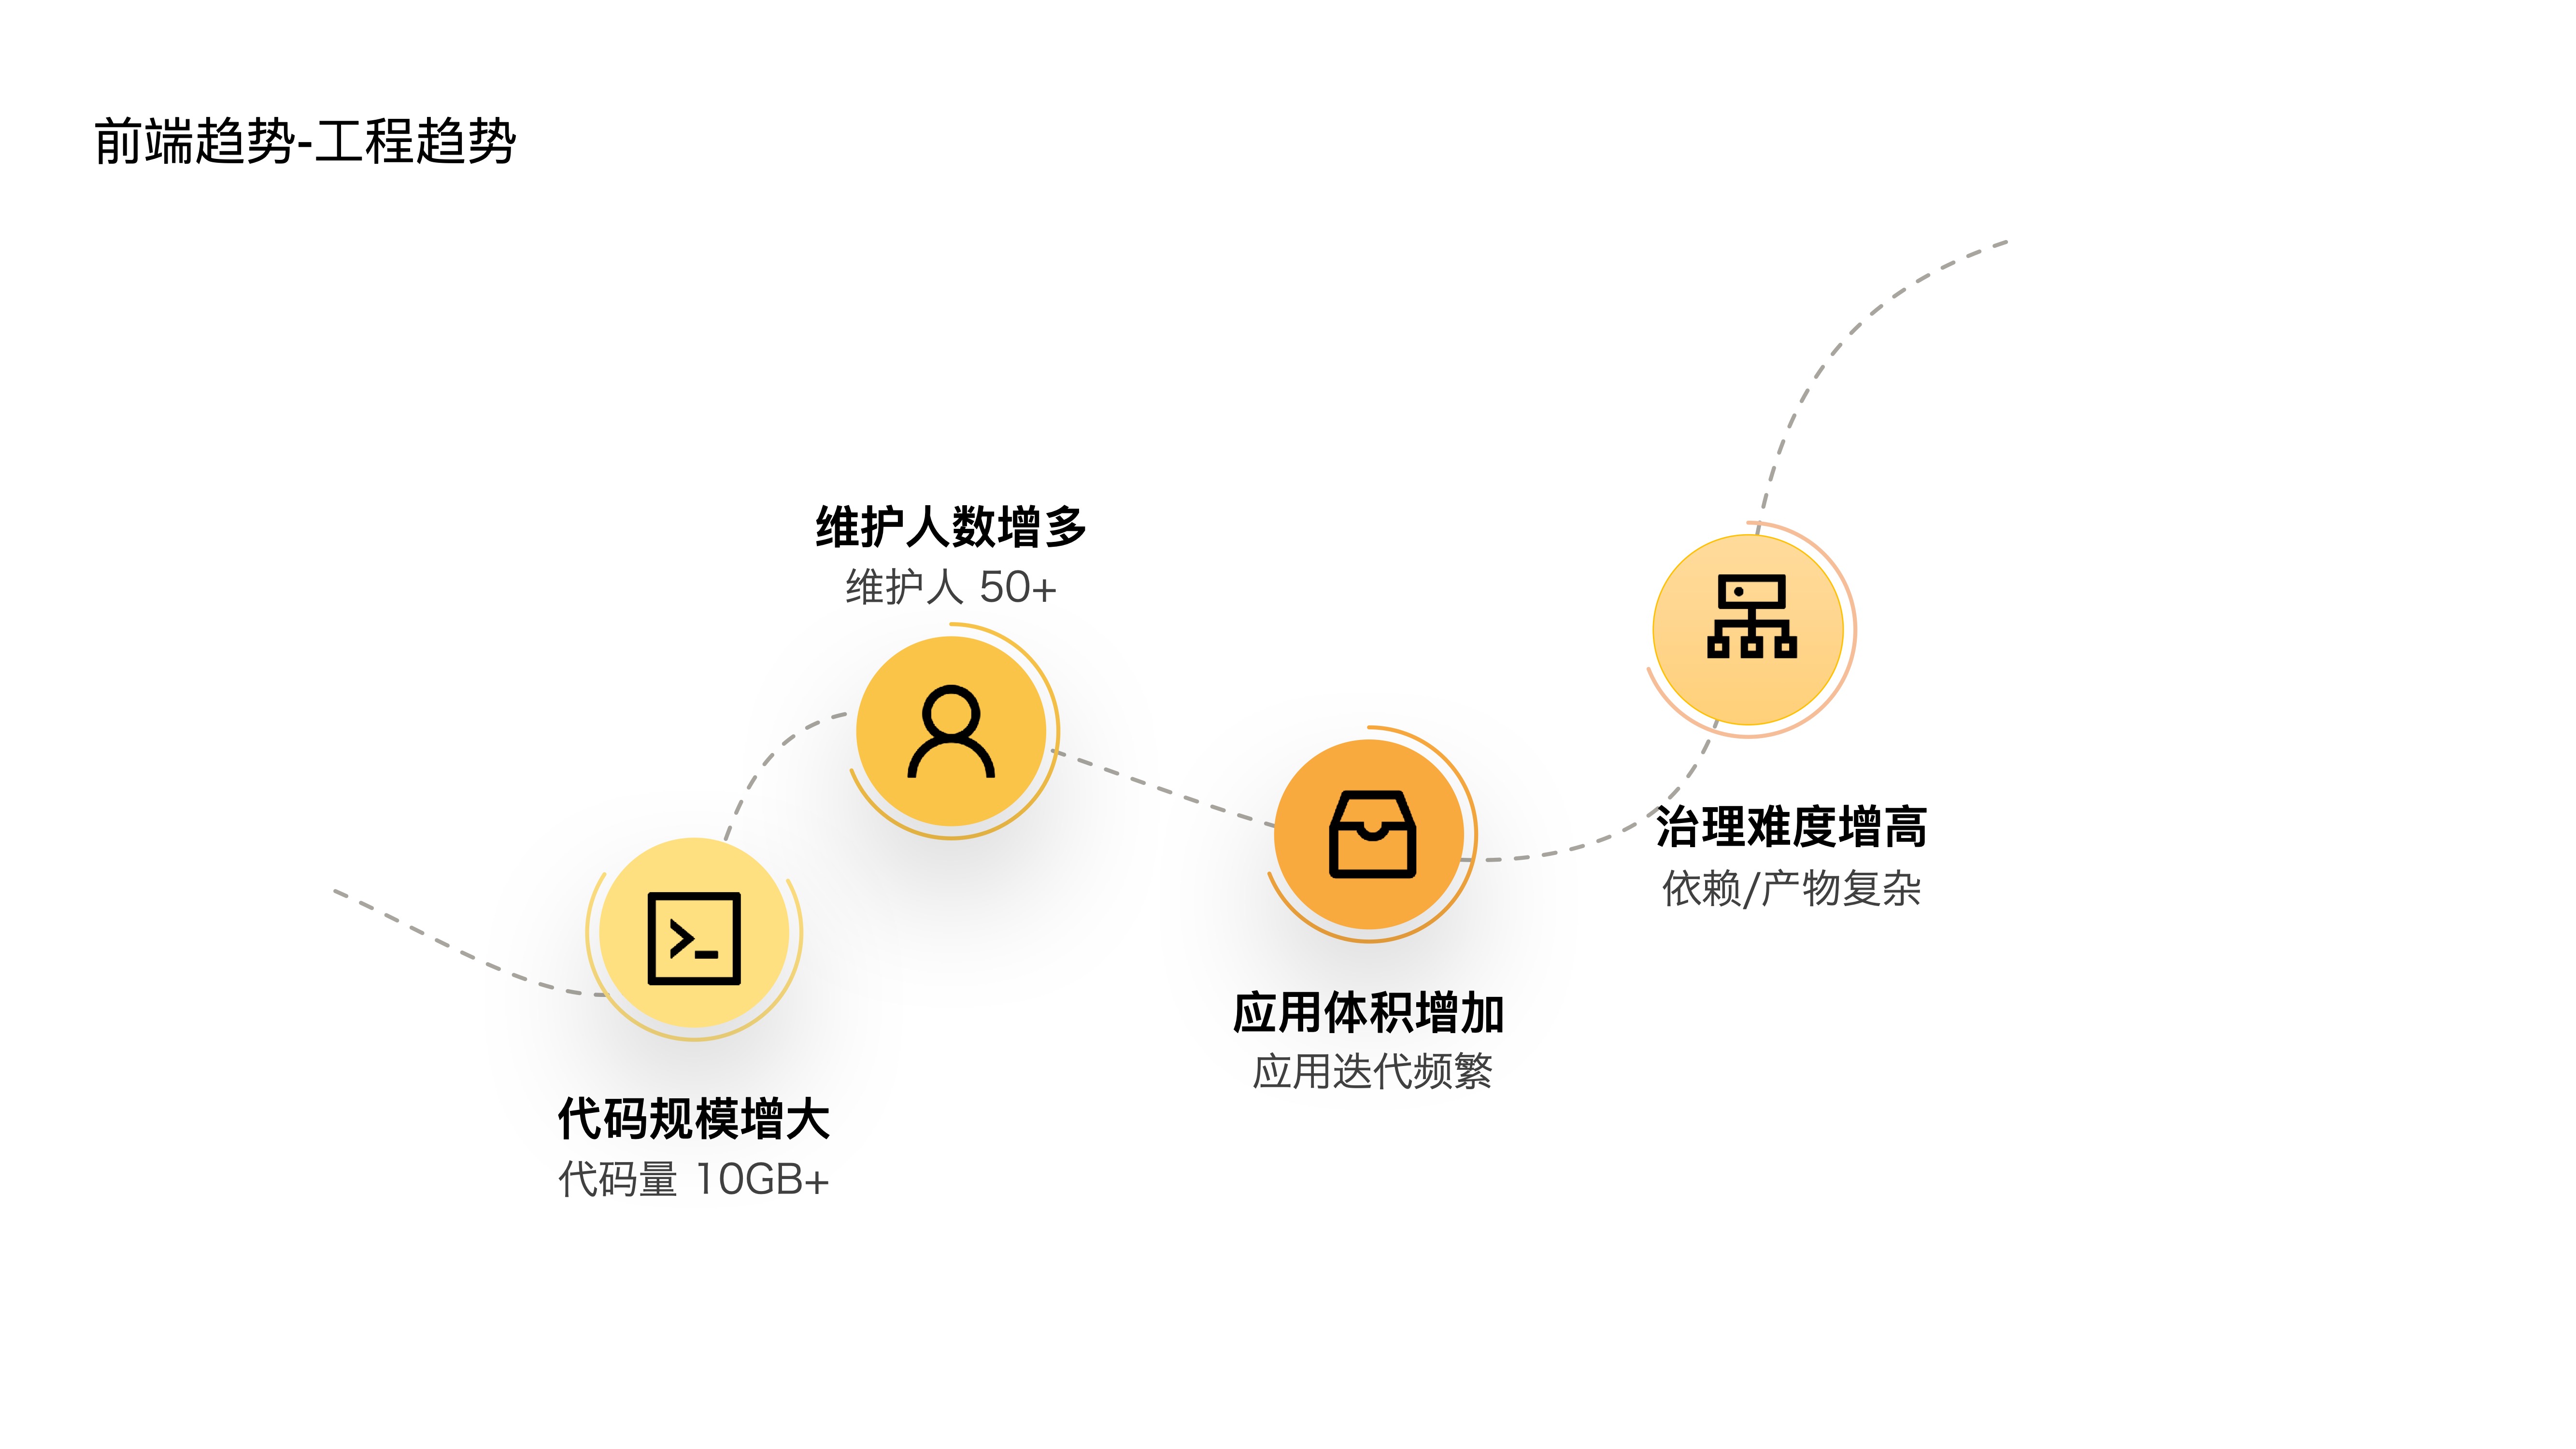 前端趋势-工程趋势
代码规模增大
代码量 10GB+
维护人数增多
维护人 50+
应用体积增加
应用迭代频繁
治理难度增高
依赖/产物复杂